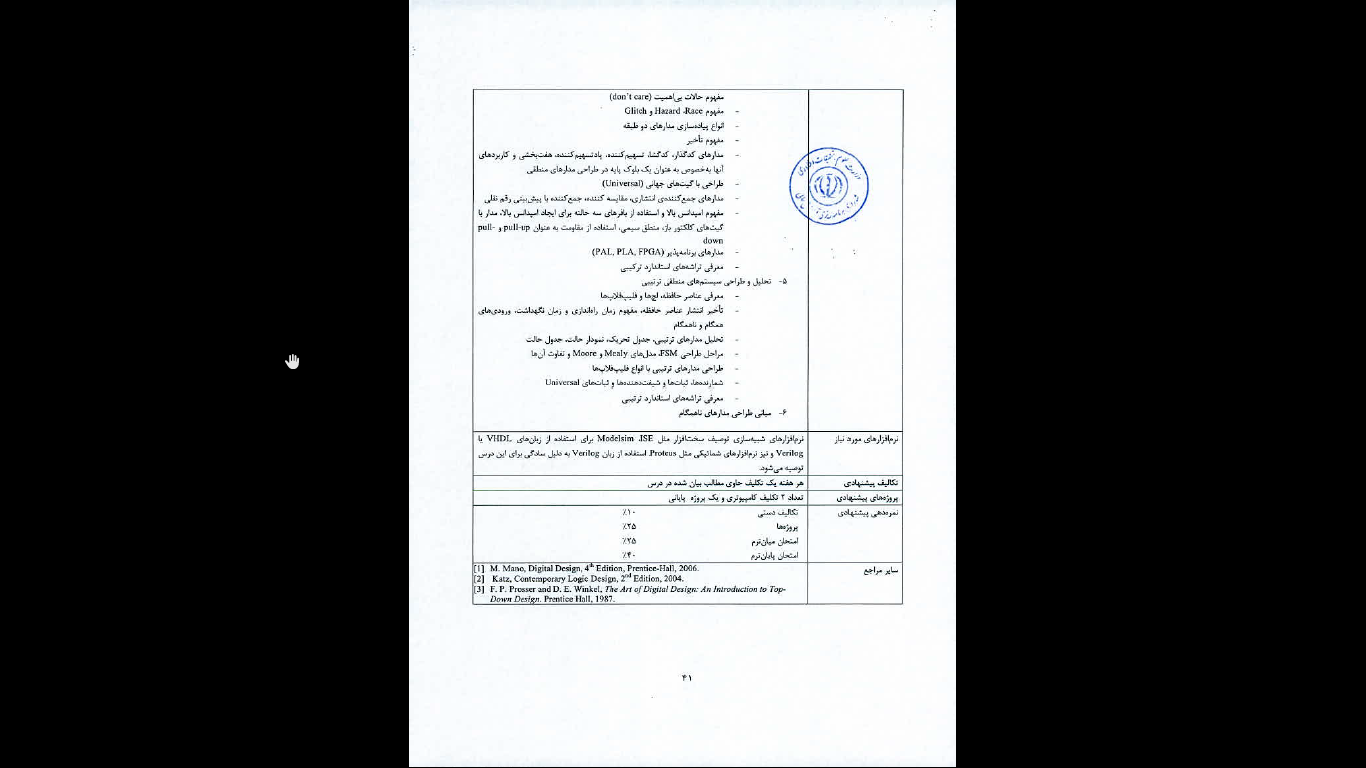 مفهوم حالات بی‌اهمیت (don't care)
- مفهوم Hazard ،Race و Glitch
- انواع پیاده‌سازی مدارهای دو طبقه
- مفهوم تأخیر
- مدارهای کدگذار، کدگشا، تسهیم‌کننده، پادتسهیم‌کننده، هفت‌بخشی و کاربردهای
آنها به‌خصوص به عنوان یک بلوک پایه در طراحی مدارهای منطقی
- طراحی با گیت‌های جهانی (Universal)
- مدارهای جمع‌کننده‌ی انتشاری، مقایسه کننده، جمع‌کننده با پیش‌بینی رقم نقلی
- مفهوم امپدانس بالا و استفاده از بافرهای سه حالته برای ایجاد امپدانس بالا، مدار با
گیت‌های کلکتور باز، منطق سیمی، استفاده از مقاومت به عنوان pull-up و pull-
down
- مدارهای برنامه‌پذیر (PAL, PLA, FPGA)
- معرفی تراشه‌های استاندارد ترکیبی
۵- تحلیل و طراحی سیستم‌های منطقی ترتیبی
- معرفی عناصر حافظه، لچ‌ها و فلیپ‌فلاپ‌ها
- تأخیر انتشار عناصر حافظه، مفهوم زمان راه‌اندازی و زمان نگهداشت، ورودی‌های
همگام و ناهمگام
- تحلیل مدارهای ترتیبی، جدول تحریک، نمودار حالت، جدول حالت
- مراحل طراحی FSM، مدل‌های Mealy و Moore و تفاوت آن‌ها
- طراحی مدارهای ترتیبی با انواع فلیپ‌فلاپ‌ها
- شمارنده‌ها، ثبات‌ها و شیفت‌دهنده‌ها و ثبات‌های Universal
- معرفی تراشه‌های استاندارد ترتیبی
۶- مبانی طراحی مدارهای ناهمگام
نرم‌افزارهای مورد نیاز
نرم‌افزارهای شبیه‌سازی توصیف سخت‌افزار مثل Modelsim ،ISE برای استفاده از زبان‌های VHDL یا
Verilog و نیز نرم‌افزارهای شماتیکی مثل Proteus. استفاده از زبان Verilog به دلیل سادگی برای این درس
توصیه می‌شود.
تکالیف پیشنهادی
هر هفته یک تکلیف حاوی مطالب بیان شده در درس
پروژه‌های پیشنهادی
تعداد ۲ تکلیف کامپیوتری و یک پروژه پایانی
نمره‌دهی پیشنهادی
تکالیف دستی ۱۰٪
پروژه‌ها ۲۵٪
امتحان میان‌ترم ۲۵٪
امتحان پایان‌ترم ۴۰٪
سایر مراجع
[1] M. Mano, Digital Design, 4th Edition, Prentice-Hall, 2006.
[2] Katz, Contemporary Logic Design, 2nd Edition, 2004.
[3] F. P. Prosser and D. E. Winkel, The Art of Digital Design: An Introduction to Top-
Down Design. Prentice Hall, 1987.
۴۱